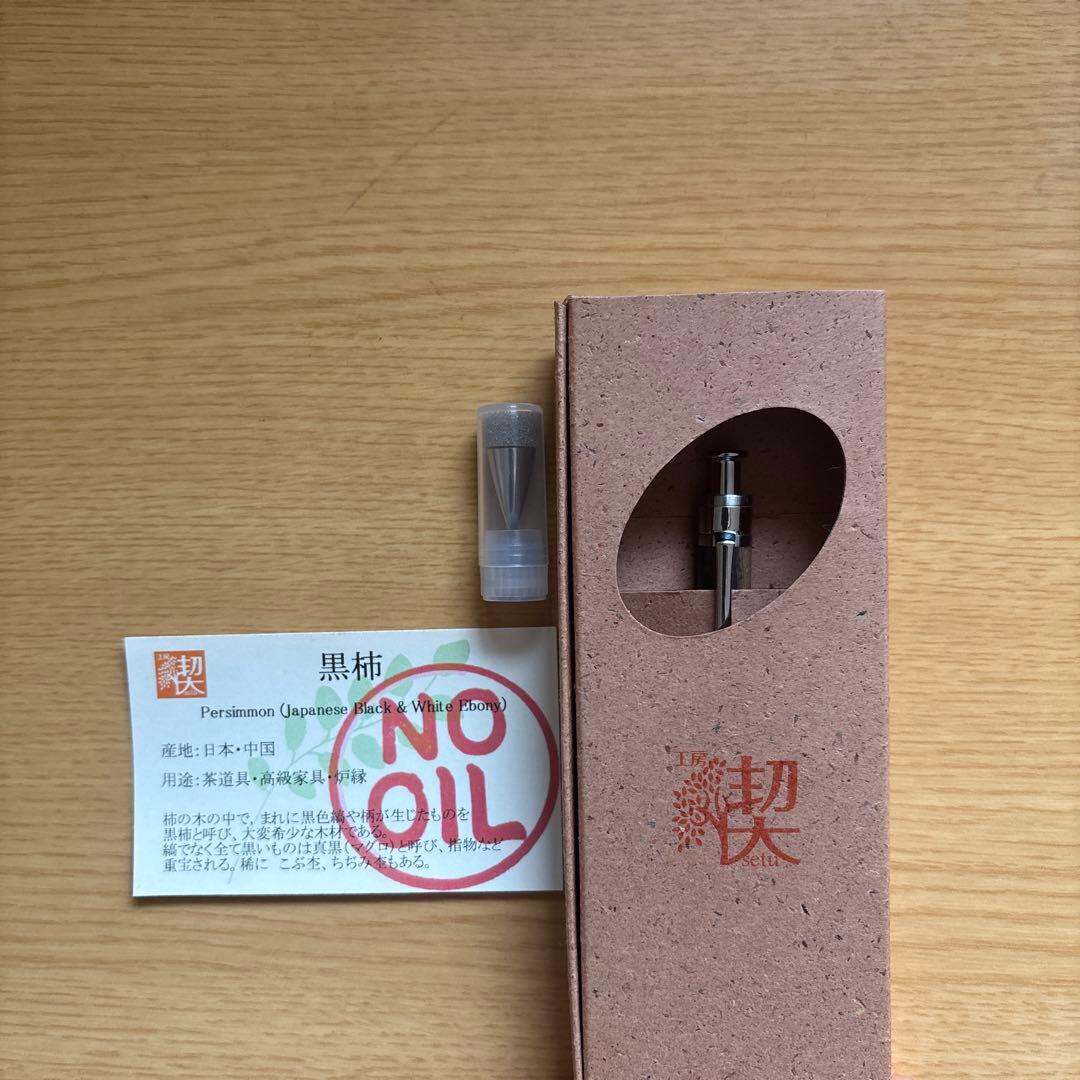 工房
楔
setu
黒柿
Persimmon (Japanese Black & White Ebony)
産地:日本・中国
用途:茶道具・高級家具・炉縁
柿の木の中で、まれに黒色縞や柄が生じたものを
黒柿と呼び、大変希少な木材である。
縞でなく全て黒いものは真黒(マグロ)と呼び、指物など
重宝される。稀に こぶ杢、ちぢみ杢もある。
NO
OIL
工房
楔
setu